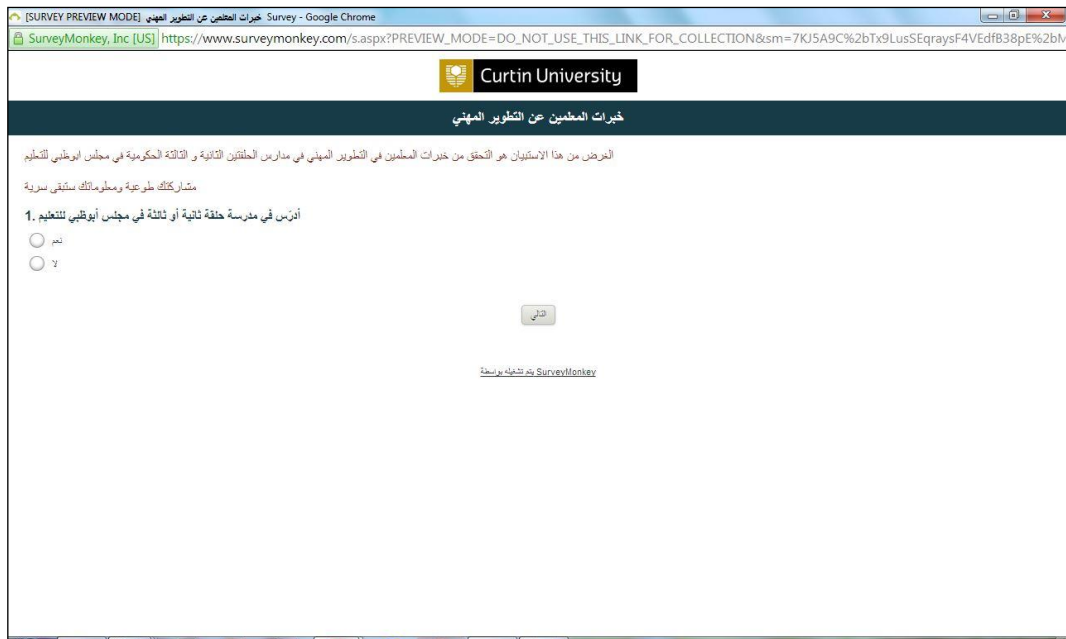 [SURVEY PREVIEW MODE] خبرات المعلمين عن التطوير المهني Survey - Google Chrome
SurveyMonkey, Inc [US] https://www.surveymonkey.com/s.aspx?PREVIEW_MODE=DO_NOT_USE_THIS_LINK_FOR_COLLECTION&sm=7KJ5A9C%2bTx9LusSEqraysF4VEdfB38pE%2bM
Curtin University
خبرات المعلمين عن التطوير المهني
الغرض من هذا الاستبيان هو التحقق من خبرات المعلمين في التطوير المهني في مدارس الحلقتين الثانية و الثالثة الحكومية في مجلس ابوظبي للتعليم
مشاركتك طوعية ومعلوماتك ستبقى سرية
1. أدرّس في مدرسة حلقة ثانية أو ثالثة في مجلس أبوظبي للتعليم
نعم
لا
التالي
يتم تشغيله بواسطة SurveyMonkey